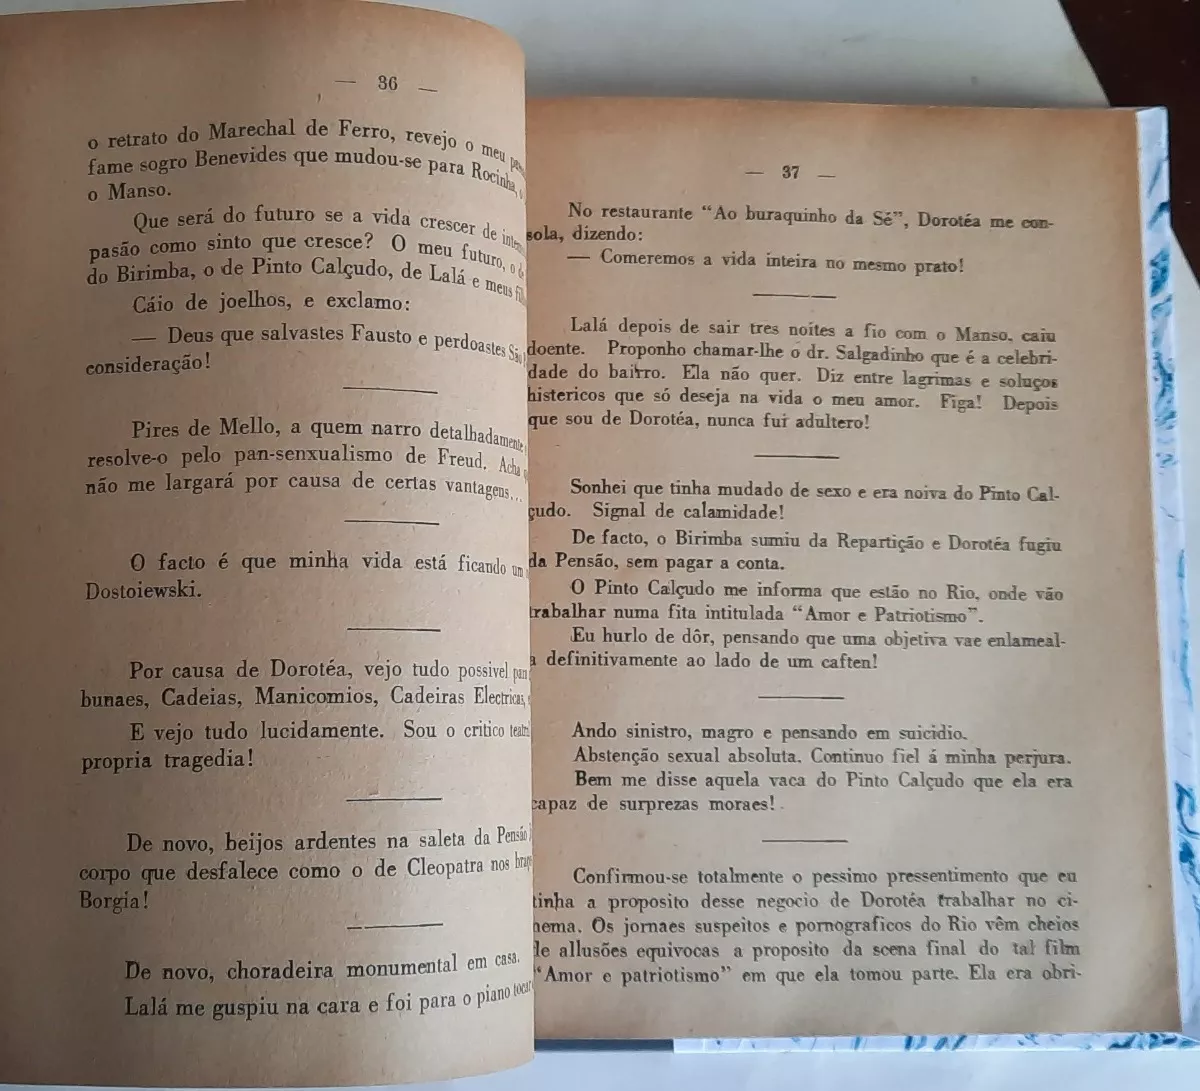 — 36 —
o retrato do Marechal de Ferro, revejo o meu
fame sogro Benevides que mudou-se para Rocinha,
o Manso.
Que será do futuro se a vida crescer de
pasão como sinto que cresce? O meu futuro, o
do Birimba, o de Pinto Calçudo, de Lalá e meus
Cáio de joelhos, e exclamo:
— Deus que salvastes Fausto e perdoastes São
consideração!
Pires de Mello, a quem narro detalhadamente
resolve-o pelo pan-senxualismo de Freud. Acha
não me largará por causa de certas vantagens...
O facto é que minha vida está ficando um
Dostoiewski.
Por causa de Dorotéa, vejo tudo possivel
bunaes, Cadeias, Manicomios, Cadeiras Electricas,
E vejo tudo lucidamente. Sou o critico
propria tragedia!
De novo, beijos ardentes na saleta da Pensão
corpo que desfalece como o de Cleopatra nos
Borgia!
De novo, choradeira monumental em casa.
Lalá me guspiu na cara e foi para o piano tocar
— 37 —
No restaurante “Ao buraquinho da Sé”, Dorotéa me con-
sola, dizendo:
— Comeremos a vida inteira no mesmo prato!
Lalá depois de sair tres noites a fio com o Manso, caiu
doente. Proponho chamar-lhe o dr. Salgadinho que é a celebri-
dade do bairro. Ela não quer. Diz entre lagrimas e soluços
histericos que só deseja na vida o meu amor. Figa! Depois
que sou de Dorotéa, nunca fui adultero!
Sonhei que tinha mudado de sexo e era noiva do Pinto Cal-
çudo. Signal de calamidade!
De facto, o Birimba sumiu da Repartição e Dorotéa fugiu
da Pensão, sem pagar a conta.
O Pinto Calçudo me informa que estão no Rio, onde vão
trabalhar numa fita intitulada “Amor e Patriotismo”.
Eu hurlo de dôr, pensando que uma objetiva vae enlameal-
a definitivamente ao lado de um caften!
Ando sinistro, magro e pensando em suicidio.
Abstenção sexual absoluta. Continuo fiel á minha perjura.
Bem me disse aquela vaca do Pinto Calçudo que ela era
capaz de surprezas moraes!
Confirmou-se totalmente o pessimo pressentimento que eu
tinha a proposito desse negocio de Dorotéa trabalhar no ci-
nema. Os jornaes suspeitos e pornograficos do Rio vêm cheios
de allusões equivocas a proposito da scena final do tal film
“Amor e patriotismo” em que ela tomou parte. Ela era obri-